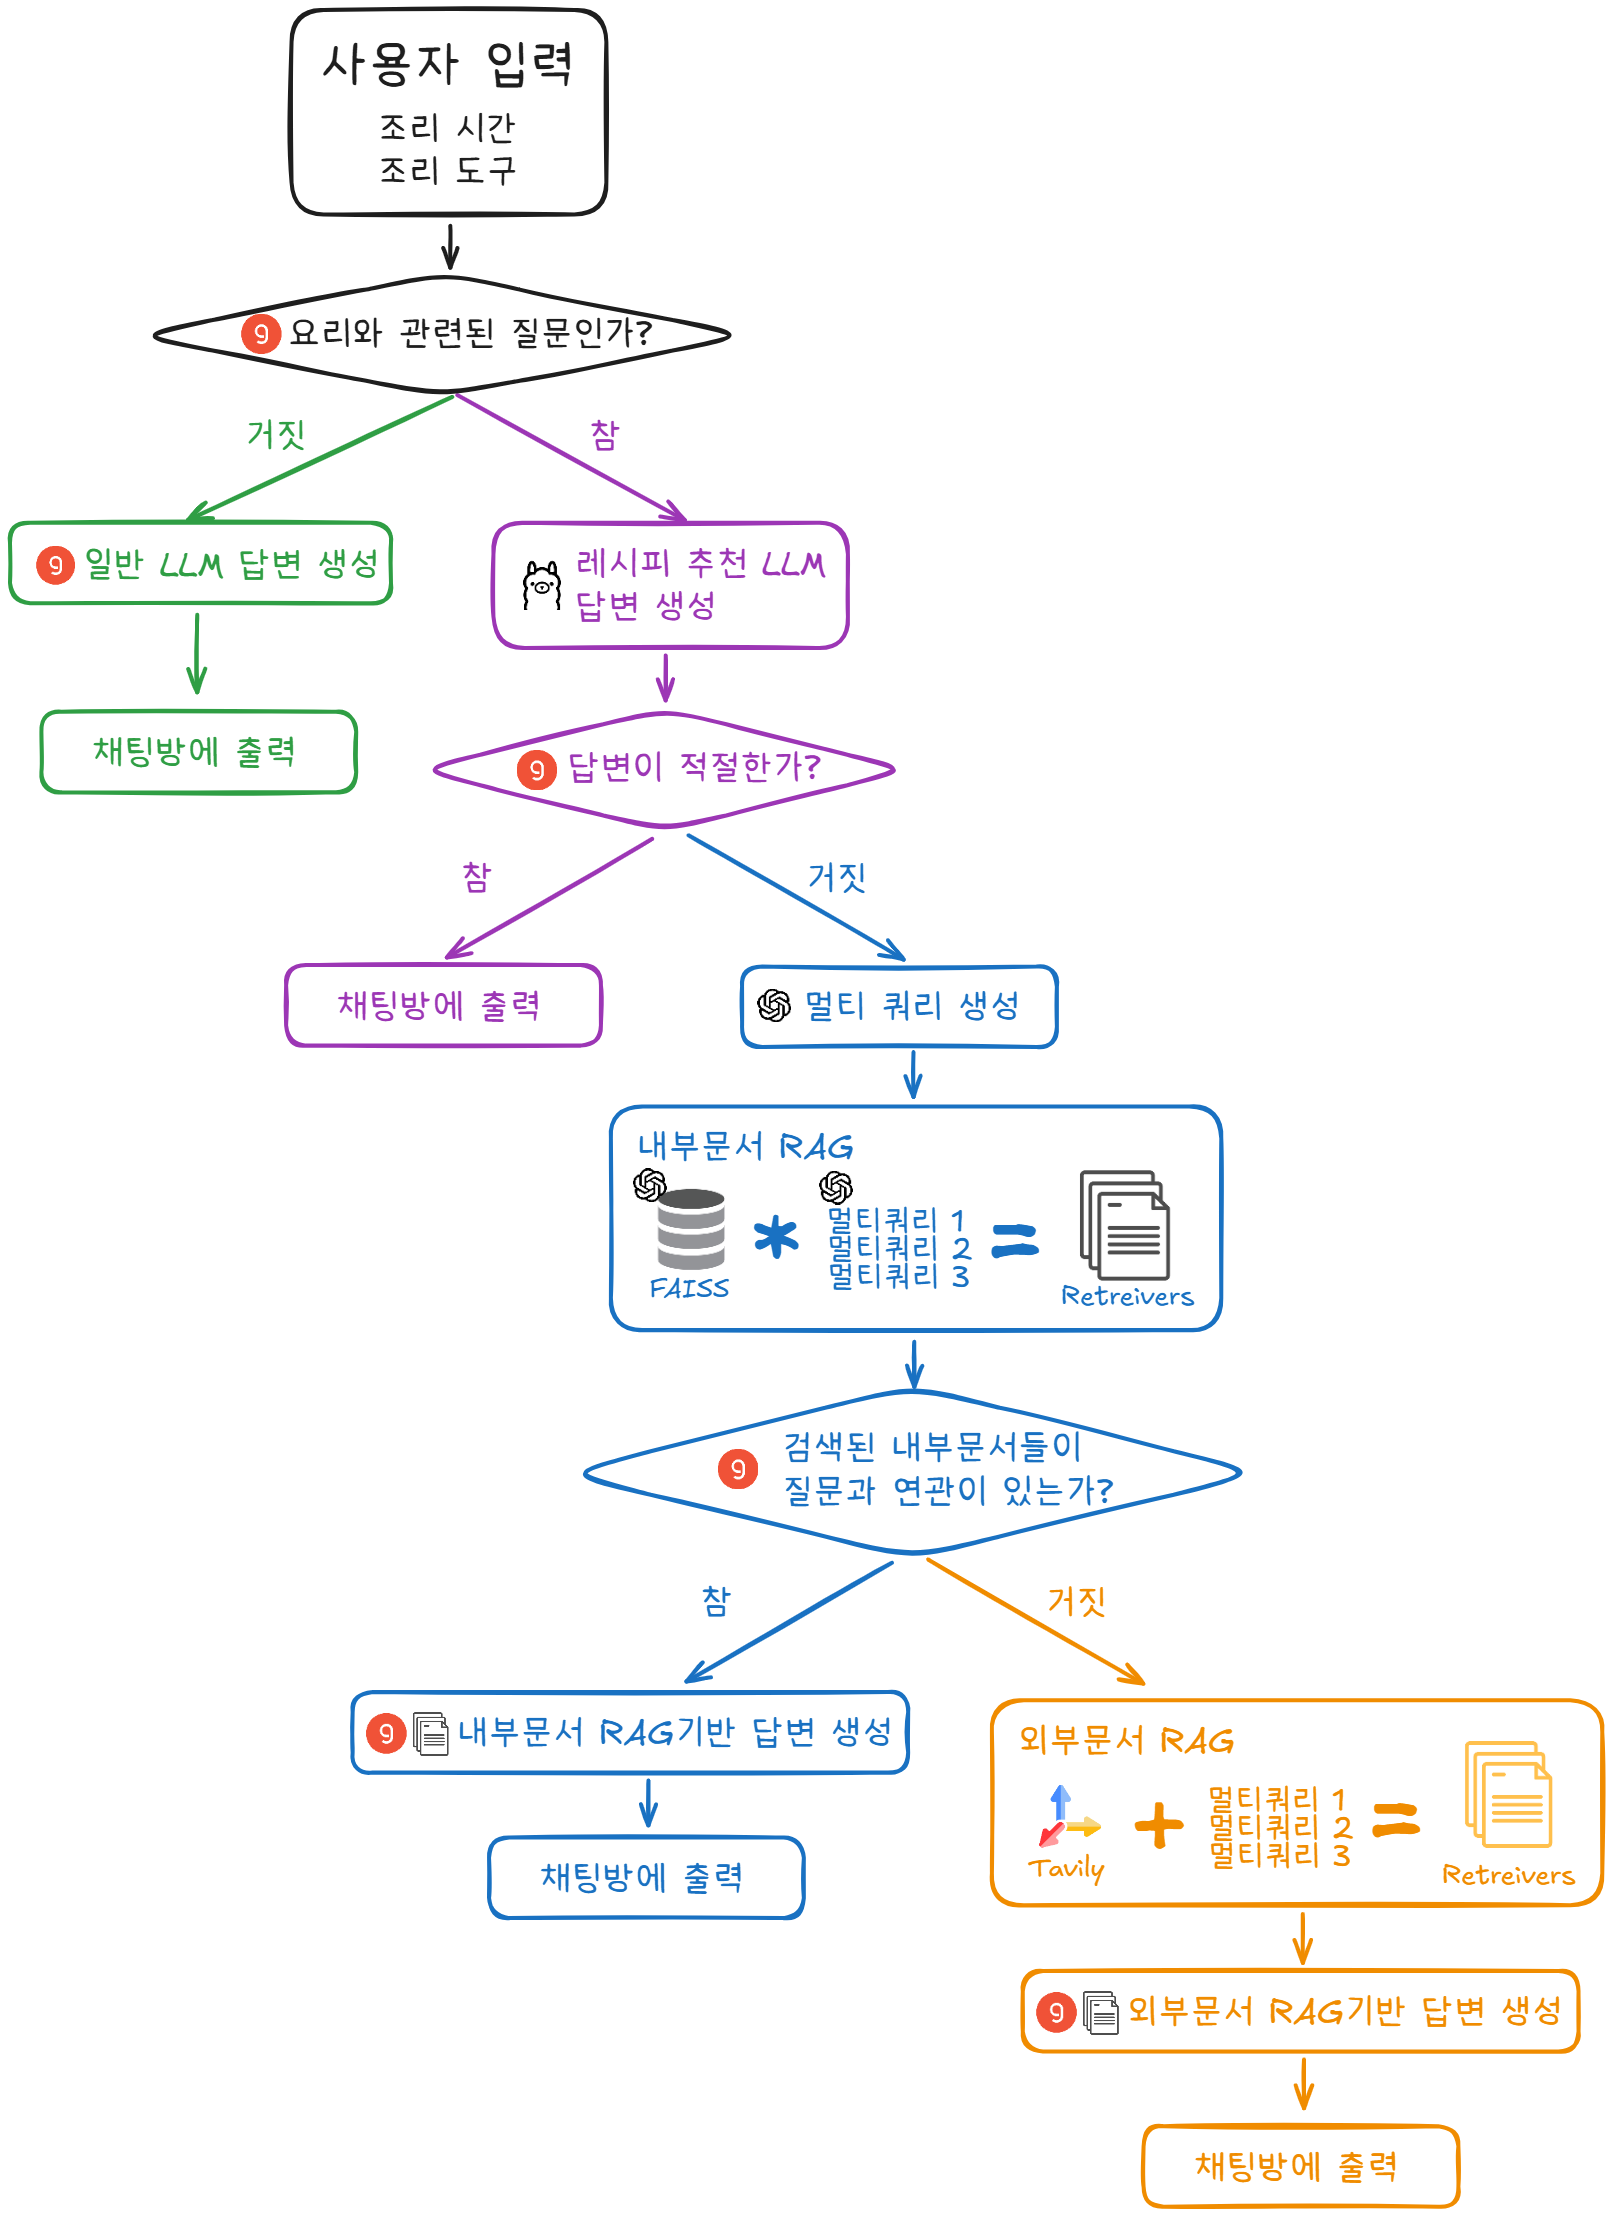 사용자 입력
조리 시간
조리 도구
요리와 관련된 질문인가?
거짓
참
일반 LLM 답변 생성
레시피 추천 LLM
답변 생성
채팅방에 출력
답변이 적절한가?
참
거짓
채팅방에 출력
멀티 쿼리 생성
내부문서 RAG
FAISS
*
멀티쿼리 1
멀티쿼리 2
멀티쿼리 3
=
Retreivers
검색된 내부문서들이
질문과 연관이 있는가?
참
거짓
내부문서 RAG기반 답변 생성
채팅방에 출력
외부문서 RAG
Tavily
+
멀티쿼리 1
멀티쿼리 2
멀티쿼리 3
=
Retreivers
외부문서 RAG기반 답변 생성
채팅방에 출력